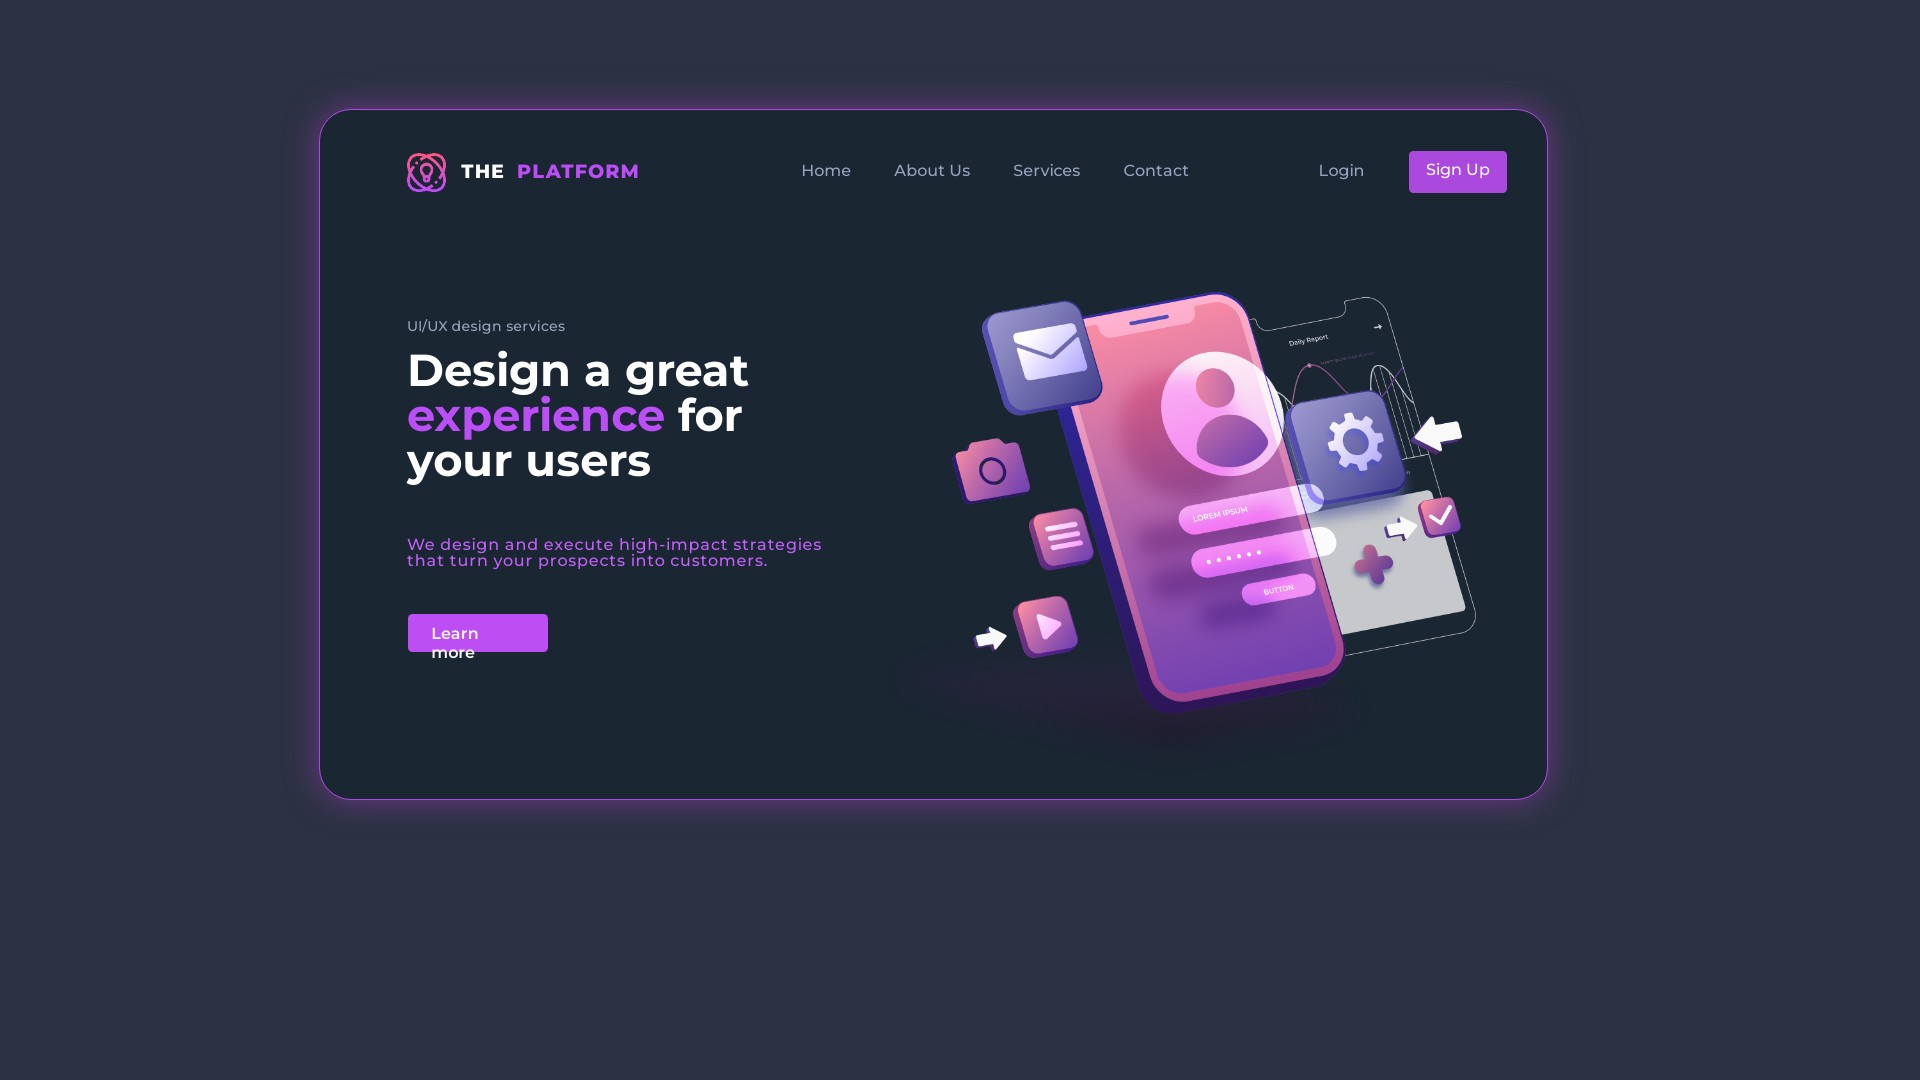 THE PLATFORM
Home
About Us
Services
Contact
Login
Sign Up
UI/UX design services
Design a great
experience for
your users
We design and execute high-impact strategies
that turn your prospects into customers.
Learn
more
Daily Report
LOREM IPSUM
BUTTON